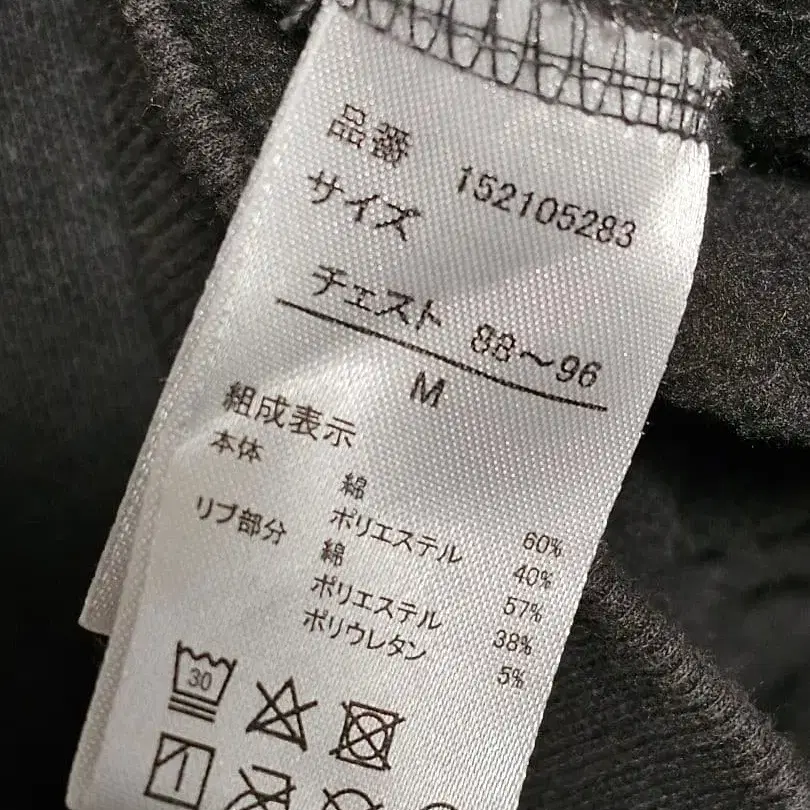 品番 152105283
サイズ
チェスト 88～96
M
組成表示
本体 綿 60%
ポリエステル 40%
リブ部分 綿 57%
ポリエステル 38%
ポリウレタン 5%
30